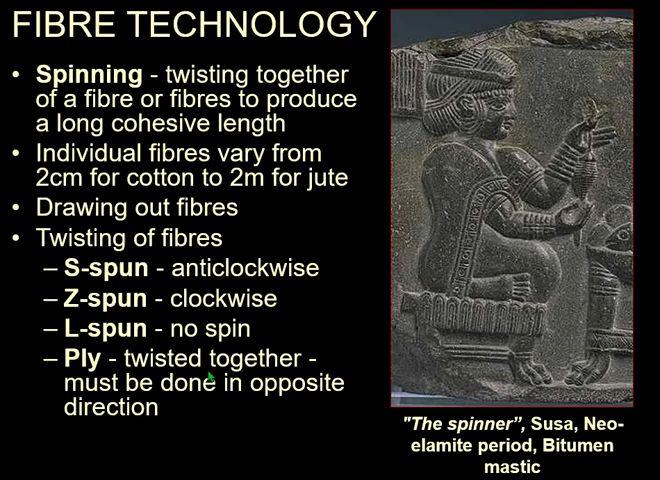 FIBRE TECHNOLOGY
• Spinning - twisting together
of a fibre or fibres to produce
a long cohesive length
• Individual fibres vary from
2cm for cotton to 2m for jute
• Drawing out fibres
• Twisting of fibres
– S-spun - anticlockwise
– Z-spun - clockwise
– L-spun - no spin
– Ply - twisted together -
must be done in opposite
direction
"The spinner”, Susa, Neo-
elamite period, Bitumen
mastic